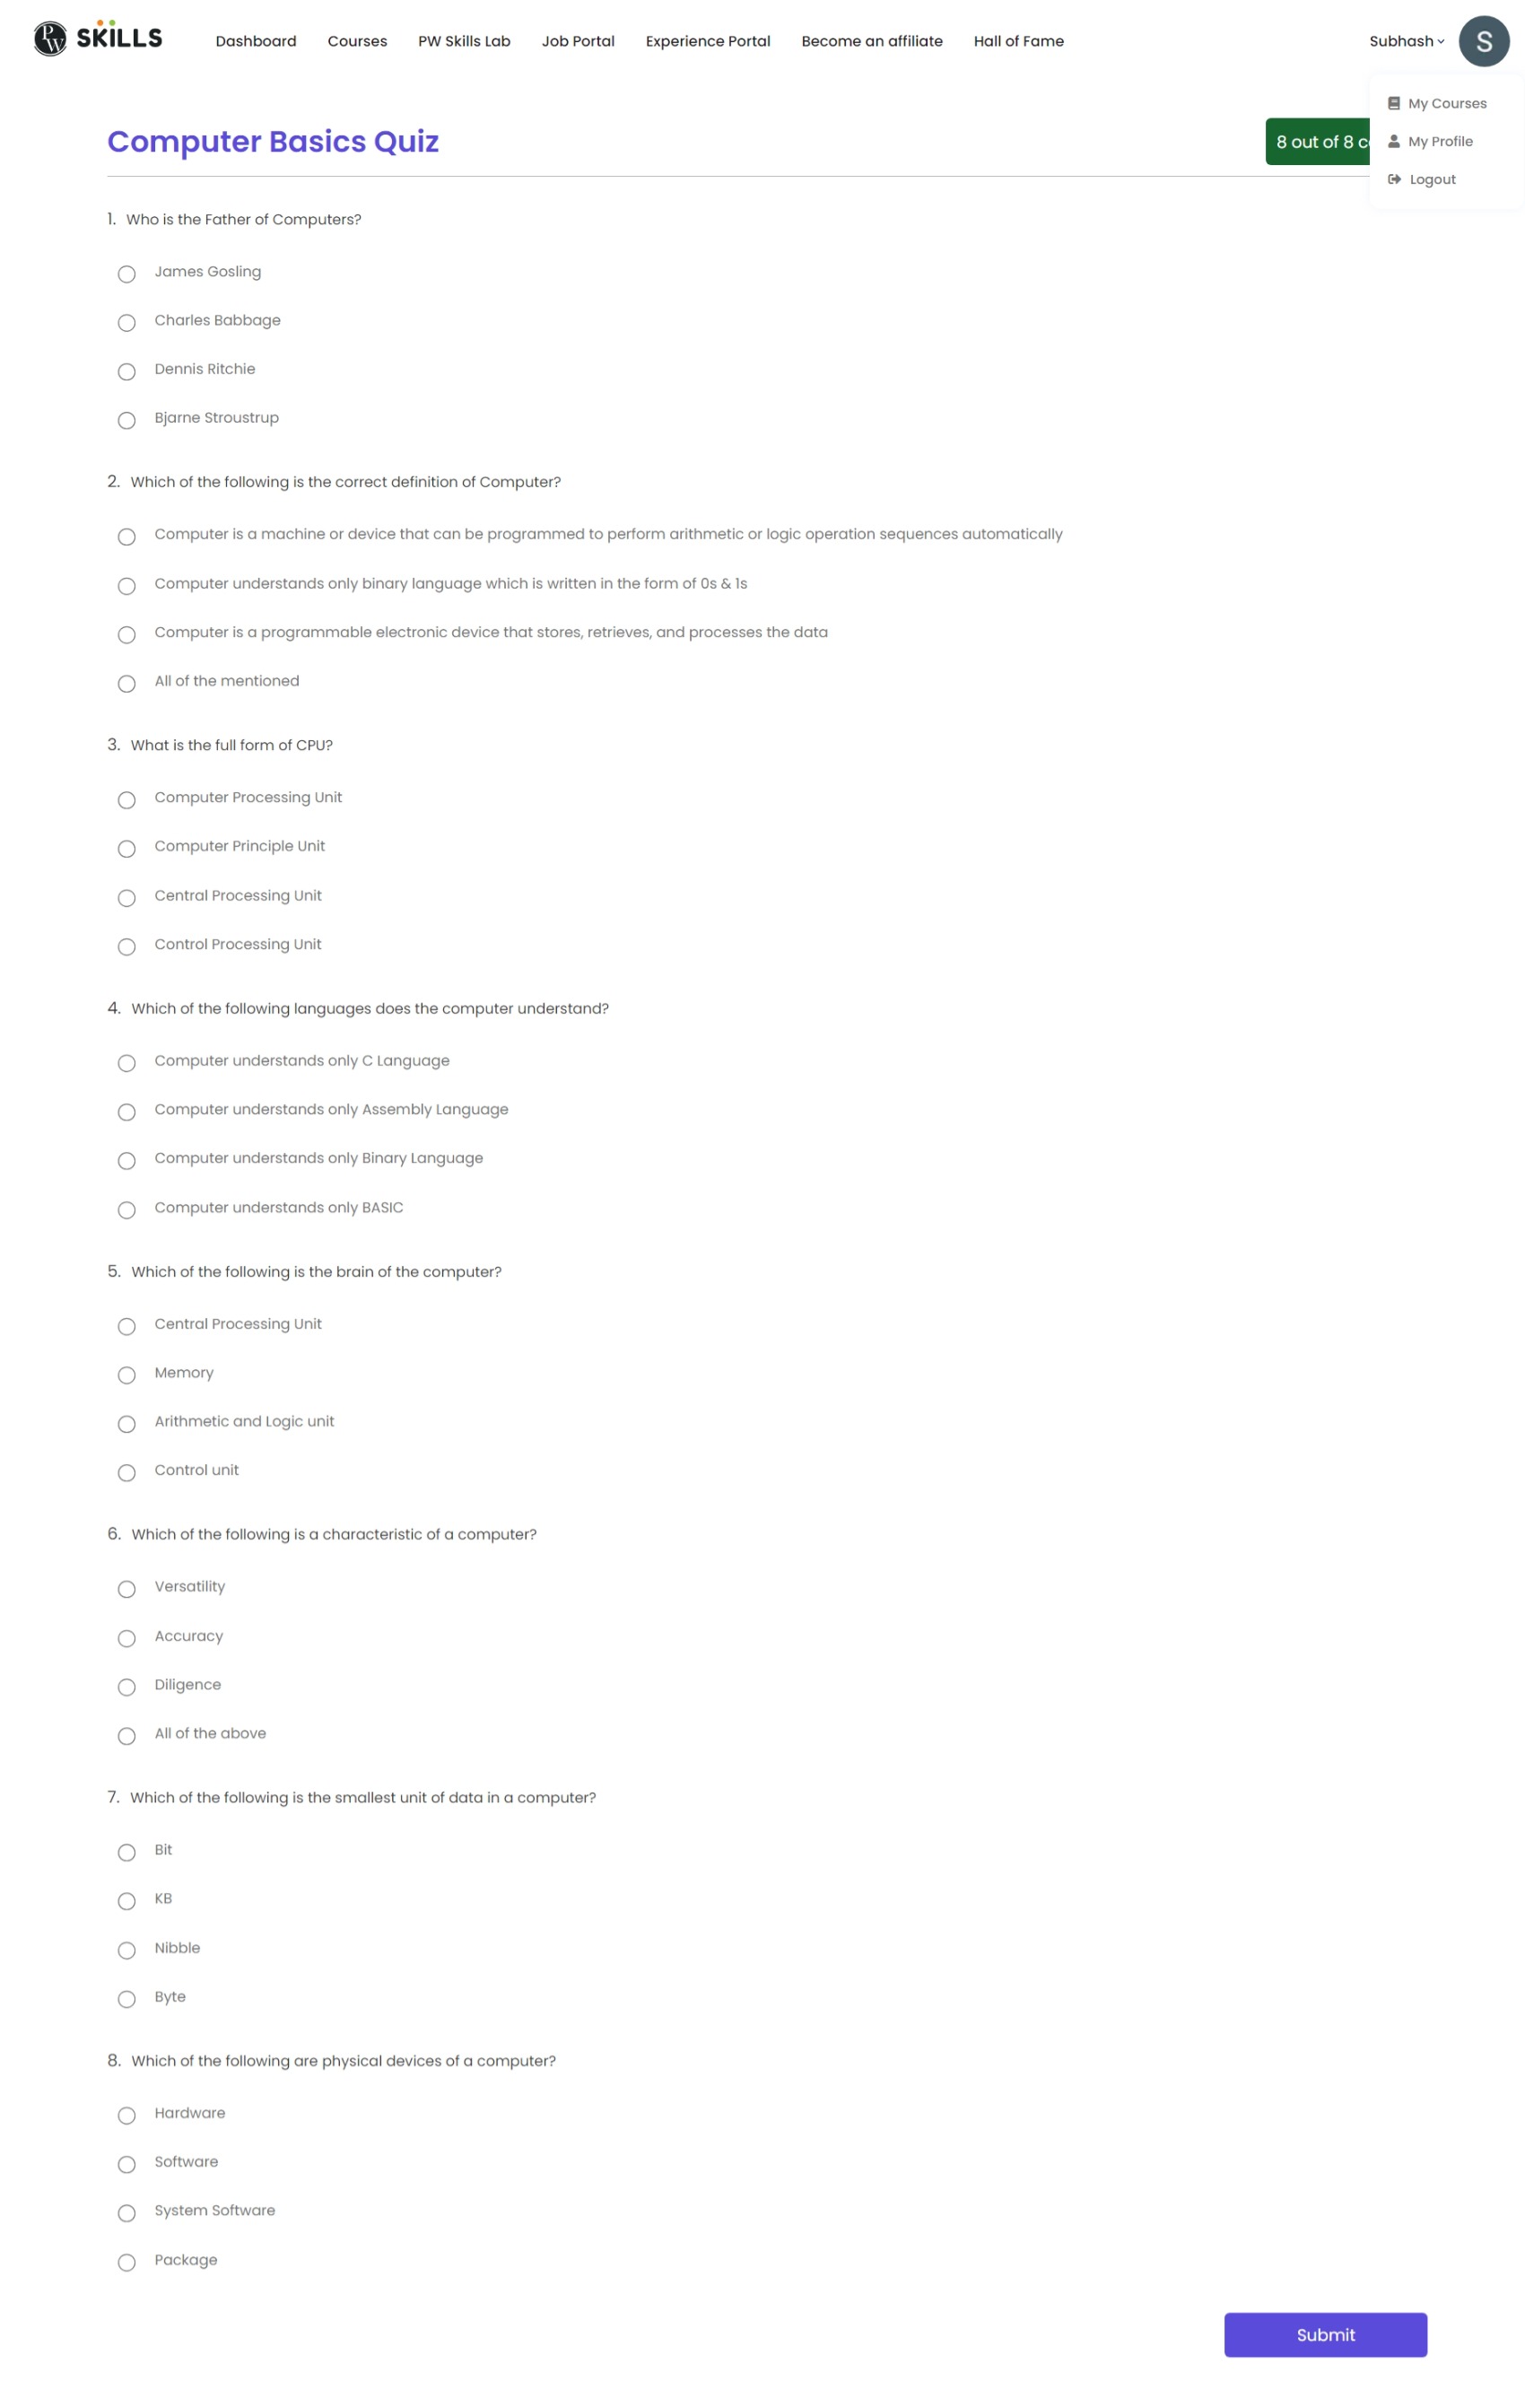 PW SKILLS
Dashboard Courses PW Skills Lab Job Portal Experience Portal Become an affiliate Hall of Fame Subhash S
My Courses
My Profile
Logout
Computer Basics Quiz
8 out of 8
1. Who is the Father of Computers?
James Gosling
Charles Babbage
Dennis Ritchie
Bjarne Stroustrup
2. Which of the following is the correct definition of Computer?
Computer is a machine or device that can be programmed to perform arithmetic or logic operation sequences automatically
Computer understands only binary language which is written in the form of 0s & 1s
Computer is a programmable electronic device that stores, retrieves, and processes the data
All of the mentioned
3. What is the full form of CPU?
Computer Processing Unit
Computer Principle Unit
Central Processing Unit
Control Processing Unit
4. Which of the following languages does the computer understand?
Computer understands only C Language
Computer understands only Assembly Language
Computer understands only Binary Language
Computer understands only BASIC
5. Which of the following is the brain of the computer?
Central Processing Unit
Memory
Arithmetic and Logic unit
Control unit
6. Which of the following is a characteristic of a computer?
Versatility
Accuracy
Diligence
All of the above
7. Which of the following is the smallest unit of data in a computer?
Bit
KB
Nibble
Byte
8. Which of the following are physical devices of a computer?
Hardware
Software
System Software
Package
Submit